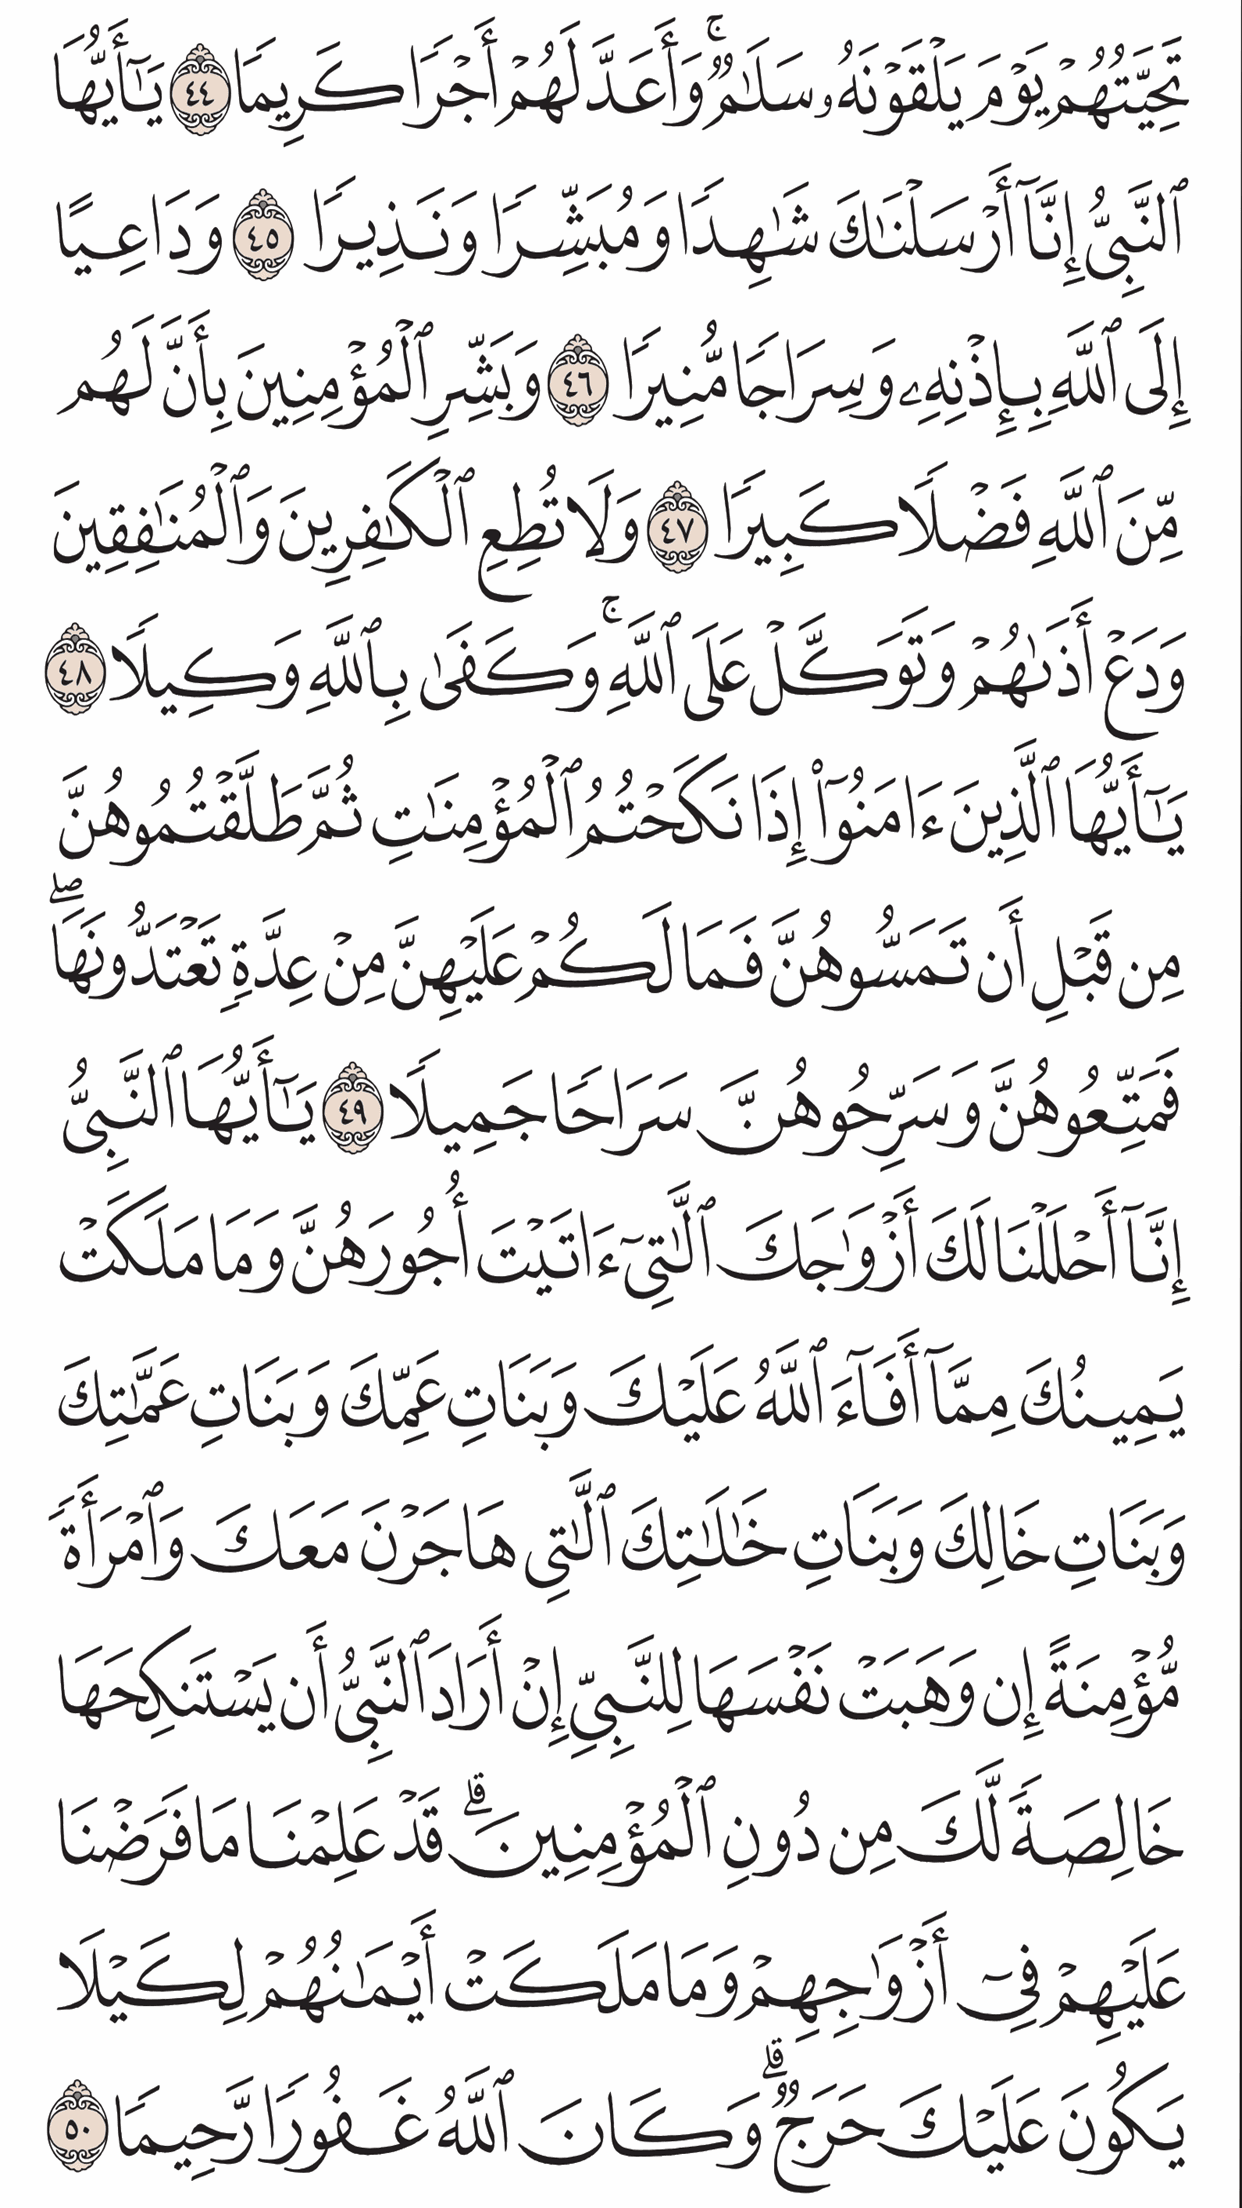 تَحِيَّتُهُمْ يَوْمَ يَلْقَوْنَهُۥ سَلَٰمٌۚ وَأَعَدَّ لَهُمْ أَجْرًا كَرِيمًا ٤٤ يَٰٓأَيُّهَا
ٱلنَّبِيُّ إِنَّآ أَرْسَلْنَٰكَ شَٰهِدًا وَمُبَشِّرًا وَنَذِيرًا ٤٥ وَدَاعِيًا
إِلَى ٱللَّهِ بِإِذْنِهِۦ وَسِرَاجًا مُّنِيرًا ٤٦ وَبَشِّرِ ٱلْمُؤْمِنِينَ بِأَنَّ لَهُم
مِّنَ ٱللَّهِ فَضْلًا كَبِيرًا ٤٧ وَلَا تُطِعِ ٱلْكَٰفِرِينَ وَٱلْمُنَٰفِقِينَ
وَدَعْ أَذَىٰهُمْ وَتَوَكَّلْ عَلَى ٱللَّهِۚ وَكَفَىٰ بِٱللَّهِ وَكِيلًا ٤٨
يَٰٓأَيُّهَا ٱلَّذِينَ ءَامَنُوٓا۟ إِذَا نَكَحْتُمُ ٱلْمُؤْمِنَٰتِ ثُمَّ طَلَّقْتُمُوهُنَّ
مِن قَبْلِ أَن تَمَسُّوهُنَّ فَمَا لَكُمْ عَلَيْهِنَّ مِنْ عِدَّةٍ تَعْتَدُّونَهَاۖ
فَمَتِّعُوهُنَّ وَسَرِّحُوهُنَّ سَرَاحًا جَمِيلًا ٤٩ يَٰٓأَيُّهَا ٱلنَّبِيُّ
إِنَّآ أَحْلَلْنَا لَكَ أَزْوَٰجَكَ ٱلَّٰتِيٓ ءَاتَيْتَ أُجُورَهُنَّ وَمَا مَلَكَتْ
يَمِينُكَ مِمَّآ أَفَآءَ ٱللَّهُ عَلَيْكَ وَبَنَاتِ عَمِّكَ وَبَنَاتِ عَمَّٰتِكَ
وَبَنَاتِ خَالِكَ وَبَنَاتِ خَٰلَٰتِكَ ٱلَّٰتِي هَاجَرْنَ مَعَكَ وَٱمْرَأَةً
مُّؤْمِنَةً إِن وَهَبَتْ نَفْسَهَا لِلنَّبِيِّ إِنْ أَرَادَ ٱلنَّبِيُّ أَن يَسْتَنكِحَهَا
خَالِصَةً لَّكَ مِن دُونِ ٱلْمُؤْمِنِينَۗ قَدْ عَلِمْنَا مَا فَرَضْنَا
عَلَيْهِمْ فِيٓ أَزْوَٰجِهِمْ وَمَا مَلَكَتْ أَيْمَٰنُهُمْ لِكَيْلَا
يَكُونَ عَلَيْكَ حَرَجٌۗ وَكَانَ ٱللَّهُ غَفُورًا رَّحِيمًا ٥٠